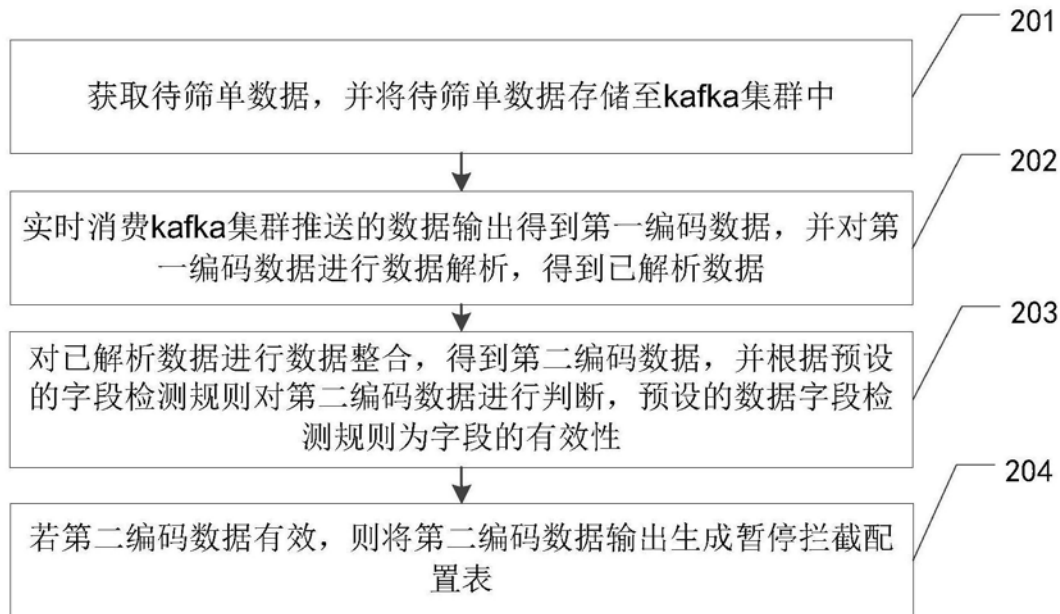 201
获取待筛单数据，并将待筛单数据存储至kafka集群中
202
实时消费kafka集群推送的数据输出得到第一编码数据，并对第
一编码数据进行数据解析，得到已解析数据
203
对已解析数据进行数据整合，得到第二编码数据，并根据预设
的字段检测规则对第二编码数据进行判断，预设的数据字段检
测规则为字段的有效性
204
若第二编码数据有效，则将第二编码数据输出生成暂停拦截配
置表